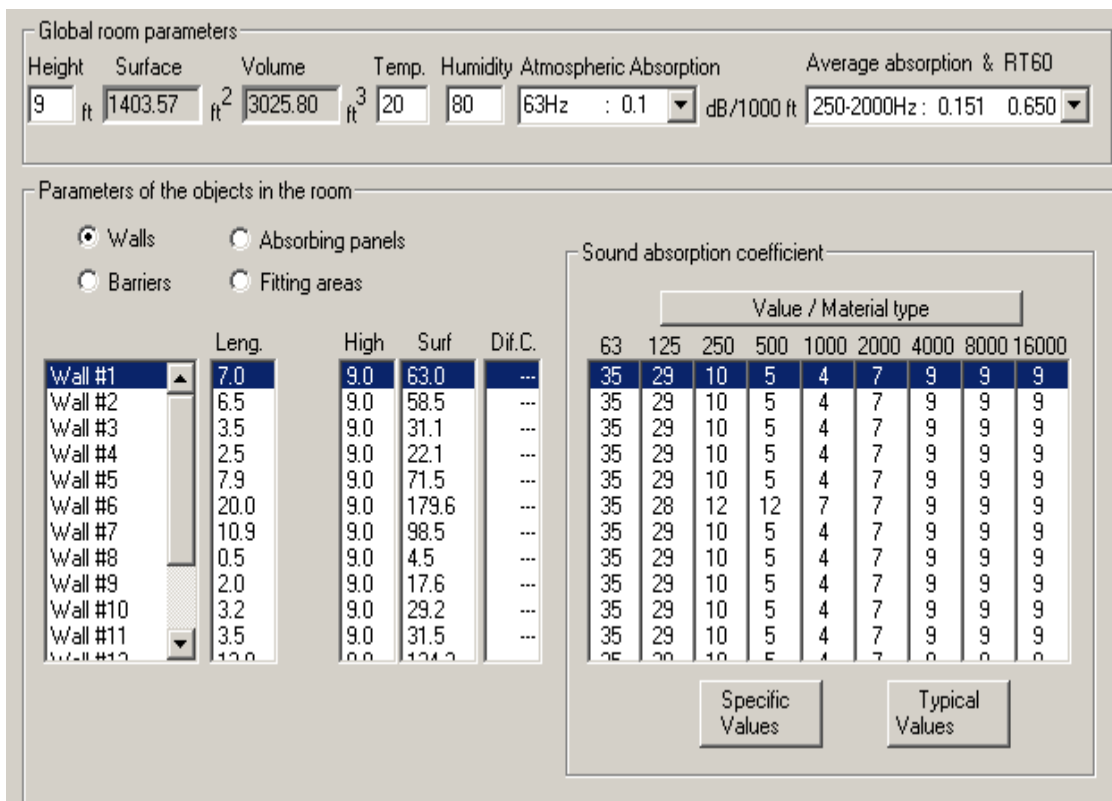 Global room parameters
Height Surface Volume Temp. Humidity Atmospheric Absorption Average absorption & RT60
9 ft 1403.57 ft2 3025.80 ft3 20 80 63Hz : 0.1 dB/1000 ft 250-2000Hz : 0.151 0.650
Parameters of the objects in the room
Walls Absorbing panels
Barriers Fitting areas
Sound absorption coefficient
Value / Material type
Leng. High Surf Dif.C. 63 125 250 500 1000 2000 4000 8000 16000
Wall #1 7.0 9.0 63.0 --- 35 29 10 5 4 7 9 9 9
Wall #2 6.5 9.0 58.5 --- 35 29 10 5 4 7 9 9 9
Wall #3 3.5 9.0 31.1 --- 35 29 10 5 4 7 9 9 9
Wall #4 2.5 9.0 22.1 --- 35 29 10 5 4 7 9 9 9
Wall #5 7.9 9.0 71.5 --- 35 29 10 5 4 7 9 9 9
Wall #6 20.0 9.0 179.6 --- 35 28 12 12 7 7 9 9 9
Wall #7 10.9 9.0 98.5 --- 35 29 10 5 4 7 9 9 9
Wall #8 0.5 9.0 4.5 --- 35 29 10 5 4 7 9 9 9
Wall #9 2.0 9.0 17.6 --- 35 29 10 5 4 7 9 9 9
Wall #10 3.2 9.0 29.2 --- 35 29 10 5 4 7 9 9 9
Wall #11 3.5 9.0 31.5 --- 35 29 10 5 4 7 9 9 9
Specific Values
Typical Values